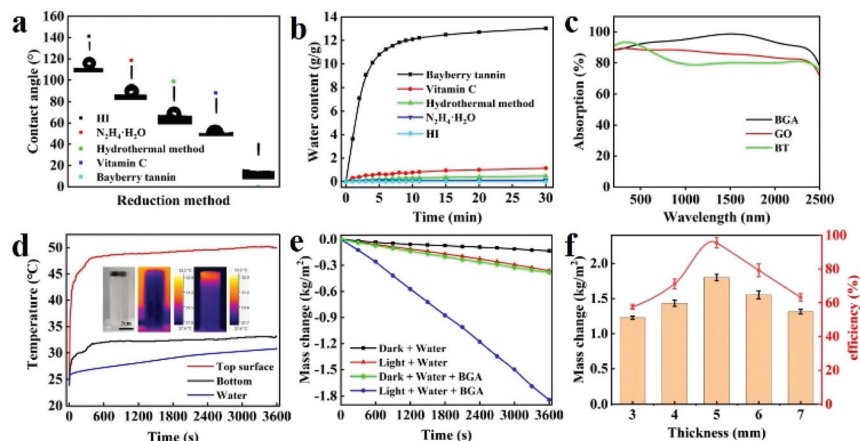 a
Contact angle (°)
160
140
120
100
80
60
40
20
0
HI
N₂H₄·H₂O
Hydrothermal method
Vitamin C
Bayberry tannin
Reduction method
b
Water content (g/g)
14
12
10
8
6
4
2
0
Bayberry tannin
Vitamin C
Hydrothermal method
N₂H₄·H₂O
HI
0 5 10 15 20 25 30
Time (min)
c
Absorption (%)
120
100
80
60
40
20
0
BGA
GO
BT
500 1000 1500 2000 2500
Wavelength (nm)
d
Temperature (°C)
55
50
45
40
35
30
25
20
3cm
Top surface
Bottom
Water
0 600 1200 1800 2400 3000 3600
Time (s)
e
Mass change (kg/m²)
0.0
-0.3
-0.6
-0.9
-1.2
-1.5
-1.8
Dark + Water
Light + Water
Dark + Water + BGA
Light + Water + BGA
0 600 1200 1800 2400 3000 3600
Time (s)
f
Mass change (kg/m²)
2.0
1.5
1.0
0.5
0.0
3 4 5 6 7
Thickness (mm)
100
80
60
40
20
0
efficiency (%)